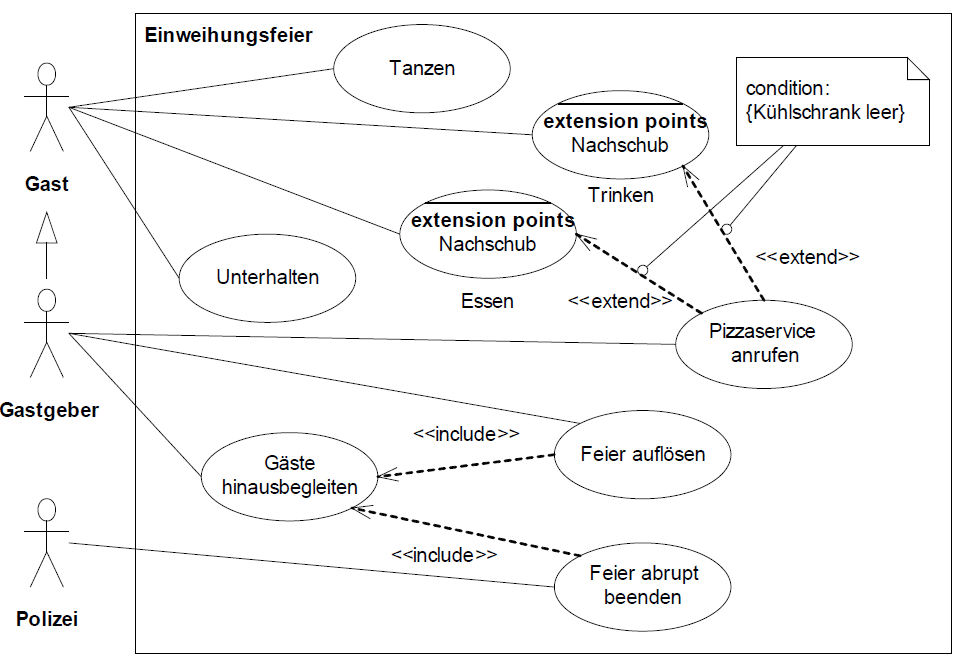 Einweihungsfeier
Tanzen
condition:
{Kühlschrank leer}
extension points
Nachschub
Trinken
Gast
extension points
Nachschub
Essen
<<extend>>
<<extend>>
Unterhalten
Pizzaservice
anrufen
Gastgeber
<<include>>
Feier auflösen
Gäste
hinausbegleiten
<<include>>
Feier abrupt
beenden
Polizei